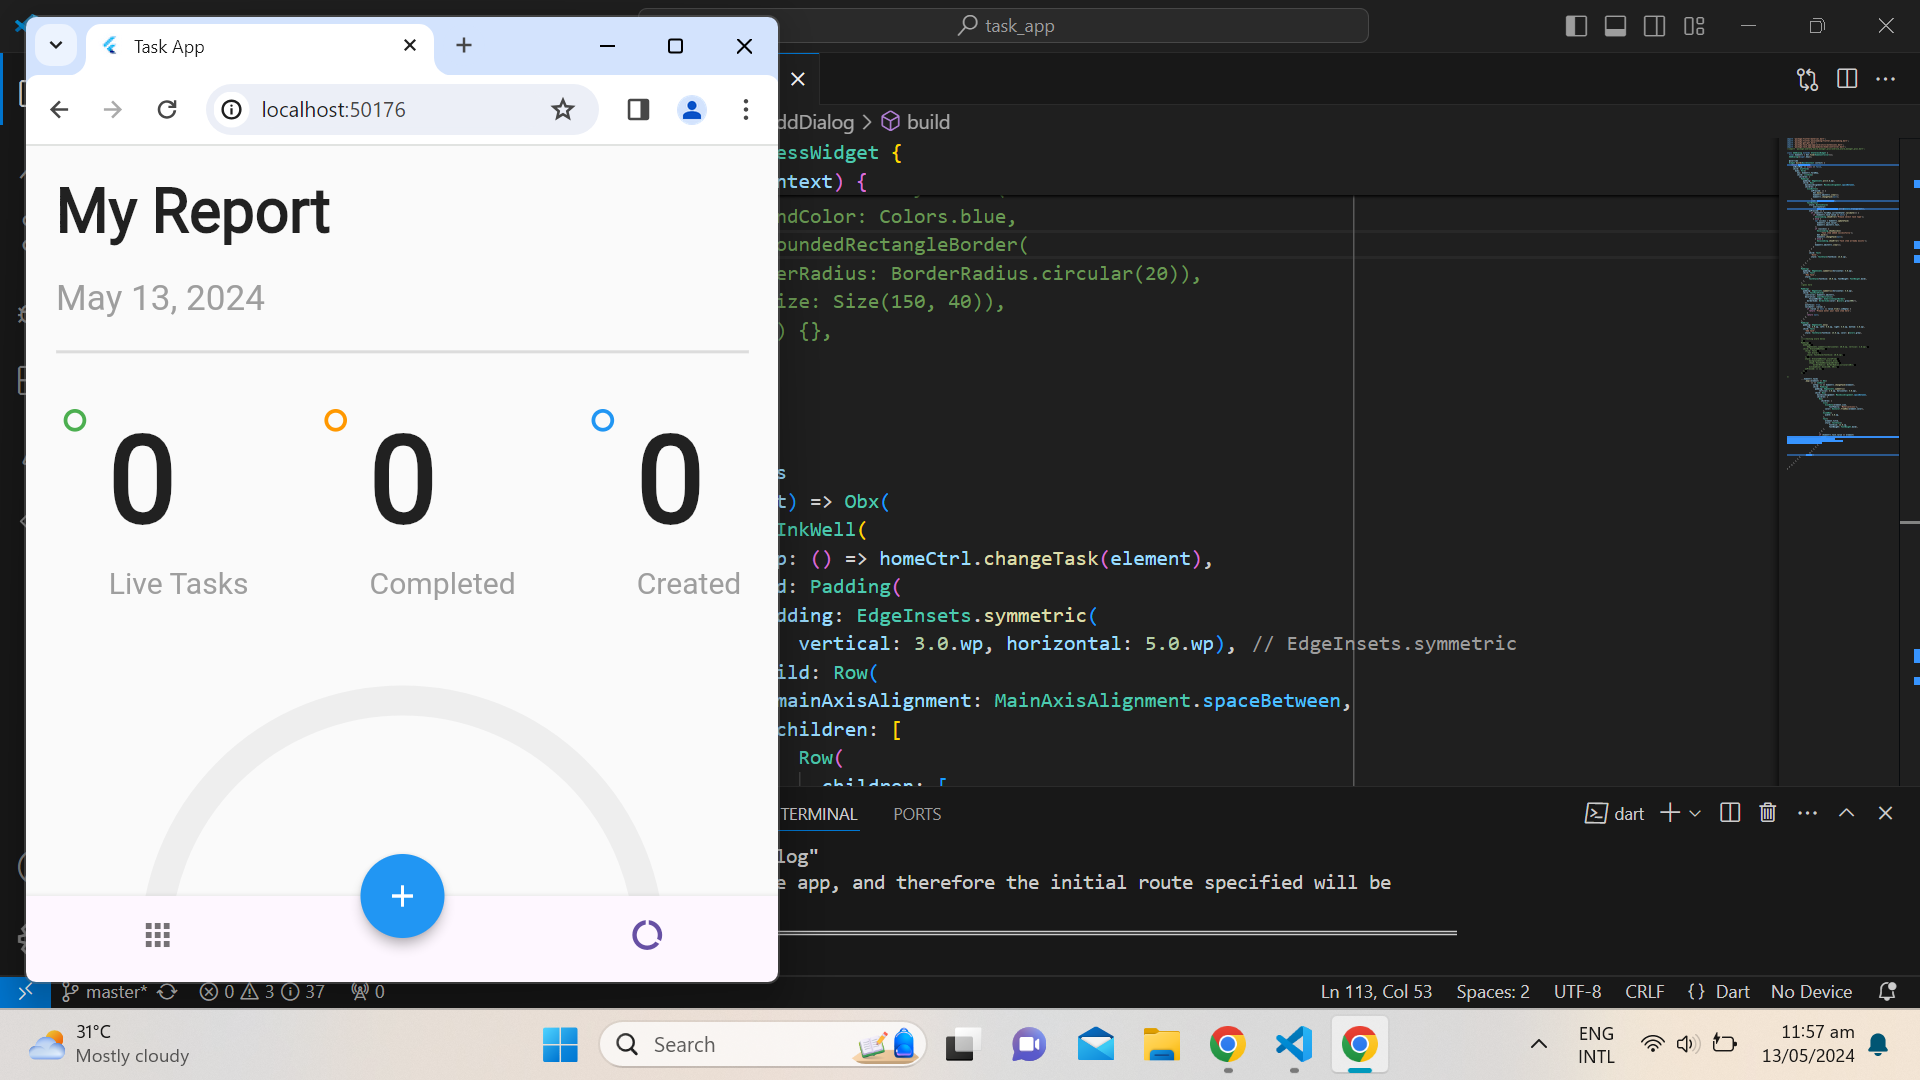 task_app
Task App
localhost:50176
My Report
May 13, 2024
0
Live Tasks
0
Completed
0
Created
ddDialog > build
essWidget {
ntext) {
ndColor: Colors.blue,
oundedRectangleBorder(
erRadius: BorderRadius.circular(20)),
ize: Size(150, 40)),
) {},
s
t) => Obx(
InkWell(
p: () => homeCtrl.changeTask(element),
d: Padding(
dding: EdgeInsets.symmetric(
vertical: 3.0.wp, horizontal: 5.0.wp), // EdgeInsets.symmetric
ild: Row(
mainAxisAlignment: MainAxisAlignment.spaceBetween,
children: [
Row(
children: [
TERMINAL PORTS
dart
log"
e app, and therefore the initial route specified will be
master* 0 3 37 0
Ln 113, Col 53 Spaces: 2 UTF-8 CRLF {} Dart No Device
31°C
Mostly cloudy
Search
ENG
INTL
11:57 am
13/05/2024